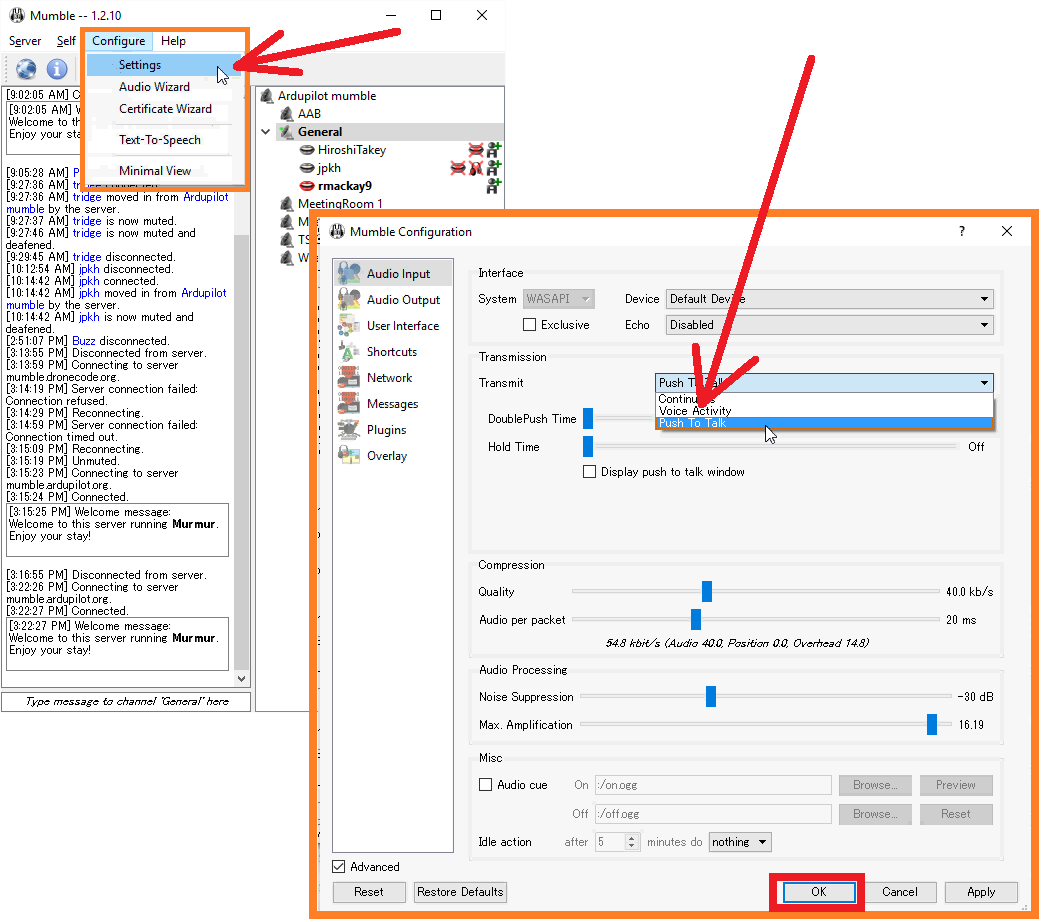 Mumble -- 1.2.10
Server Self Configure Help
Settings
Audio Wizard
Certificate Wizard
Text-To-Speech
Minimal View
[9:02:05 AM]
[9:02:05 AM]
Welcome to th
Enjoy your sta
[9:05:28 AM]
[9:27:36 AM] tridge connected.
[9:27:36 AM] tridge moved in from Ardupilot
mumble by the server.
[9:27:37 AM] tridge is now muted.
[9:27:36 AM] tridge is now muted and
deafened.
[9:29:45 AM] tridge disconnected.
[10:12:54 AM] jpkh disconnected.
[10:14:42 AM] jpkh connected.
[10:14:42 AM] jpkh moved in from Ardupilot
mumble by the server.
[10:14:42 AM] jpkh is now muted and
deafened.
[2:51:07 PM] Buzz disconnected.
[3:13:55 PM] Disconnected from server.
[3:13:59 PM] Connecting to server
mumble.dronecode.org.
[3:14:19 PM] Server connection failed:
Connection refused.
[3:14:29 PM] Reconnecting.
[3:14:59 PM] Server connection failed:
Connection timed out.
[3:15:09 PM] Reconnecting.
[3:15:19 PM] Unmuted.
[3:15:23 PM] Connecting to server
mumble.ardupilot.org.
[3:15:24 PM] Connected.
[3:15:25 PM] Welcome message:
Welcome to this server running Murmur.
Enjoy your stay!
[3:16:55 PM] Disconnected from server.
[3:22:26 PM] Connecting to server
mumble.ardupilot.org.
[3:22:27 PM] Connected.
[3:22:27 PM] Welcome message:
Welcome to this server running Murmur.
Enjoy your stay!
Type message to channel 'General' here
Ardupilot mumble
AAB
General
HiroshiTakey
jpkh
rmackay9
MeetingRoom 1
M
TS
W
Mumble Configuration
Audio Input
Audio Output
User Interface
Shortcuts
Network
Messages
Plugins
Overlay
Interface
System WASAPI Device Default Device
Exclusive Echo Disabled
Transmission
Transmit Push To Talk
Continuous
Voice Activity
Push To Talk
DoublePush Time
Hold Time Off
Display push to talk window
Compression
Quality 40.0 kb/s
Audio per packet 20 ms
54.8 kbit/s (Audio 40.0, Position 0.0, Overhead 14.8)
Audio Processing
Noise Suppression -30 dB
Max. Amplification 16.19
Misc
Audio cue On :/on.ogg Browse... Preview
Off :/off.ogg Browse... Reset
Idle action after 5 minutes do nothing
Advanced
Reset Restore Defaults OK Cancel Apply